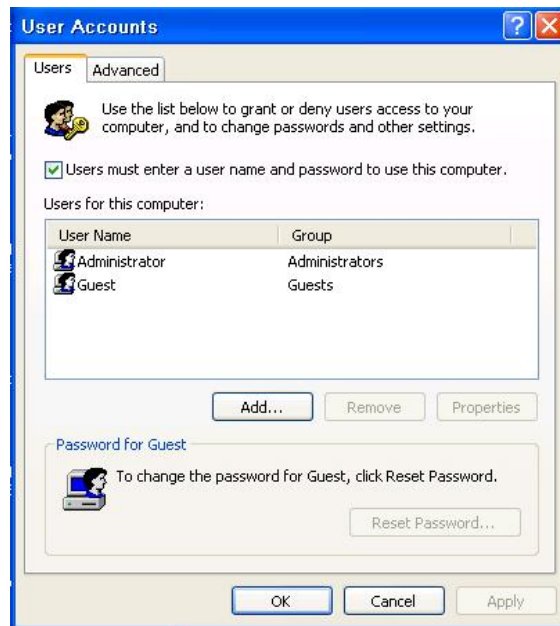 User Accounts
Users
Advanced
Use the list below to grant or deny users access to your
computer, and to change passwords and other settings.
Users must enter a user name and password to use this computer.
Users for this computer:
User Name Group
Administrator Administrators
Guest Guests
Add... Remove Properties
Password for Guest
To change the password for Guest, click Reset Password.
Reset Password...
OK Cancel Apply